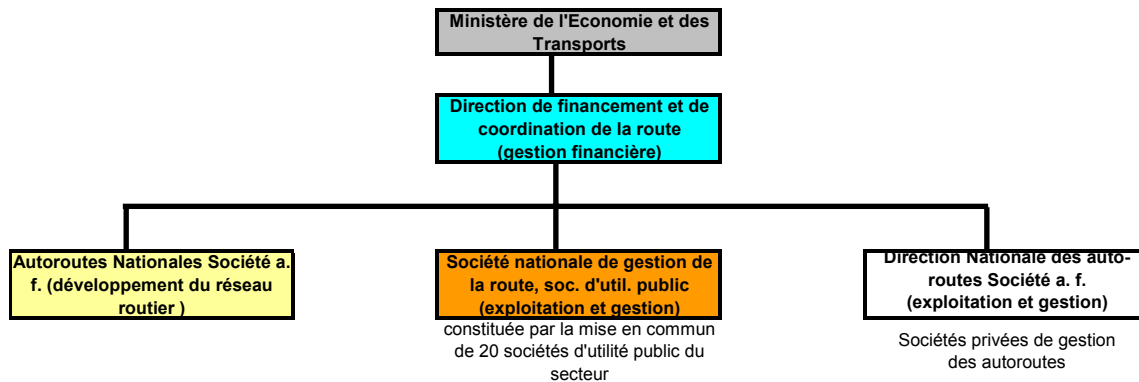 Ministère de l'Economie et des
Transports
Direction de financement et de
coordination de la route
(gestion financière)
Autoroutes Nationales Société a.
f. (développement du réseau
routier )
Société nationale de gestion de
la route, soc. d'util. public
(exploitation et gestion)
constituée par la mise en commun
de 20 sociétés d'utilité public du
secteur
Direction Nationale des auto-
routes Société a. f.
(exploitation et gestion)
Sociétés privées de gestion
des autoroutes